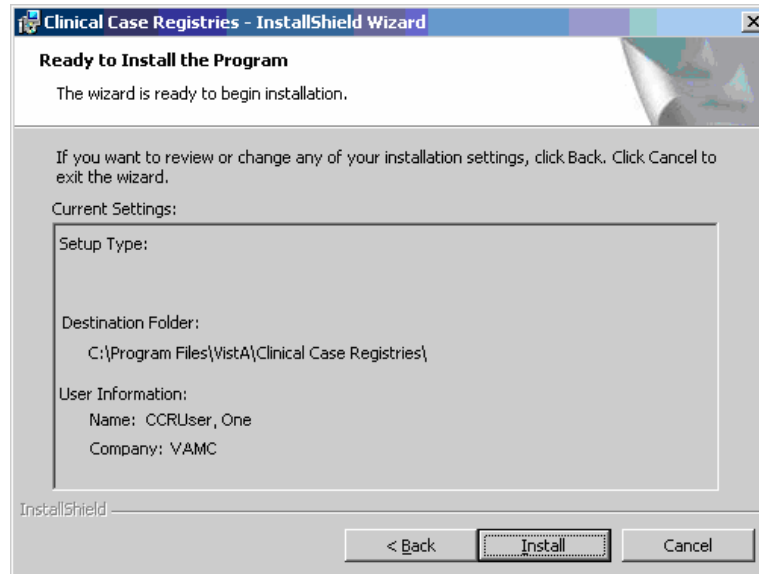 Clinical Case Registries - InstallShield Wizard
Ready to Install the Program
The wizard is ready to begin installation.
If you want to review or change any of your installation settings, click Back. Click Cancel to
exit the wizard.
Current Settings:
Setup Type:
Destination Folder:
C:\Program Files\VistA\Clinical Case Registries\
User Information:
Name: CCRUser, One
Company: VAMC
InstallShield
< Back
Install
Cancel